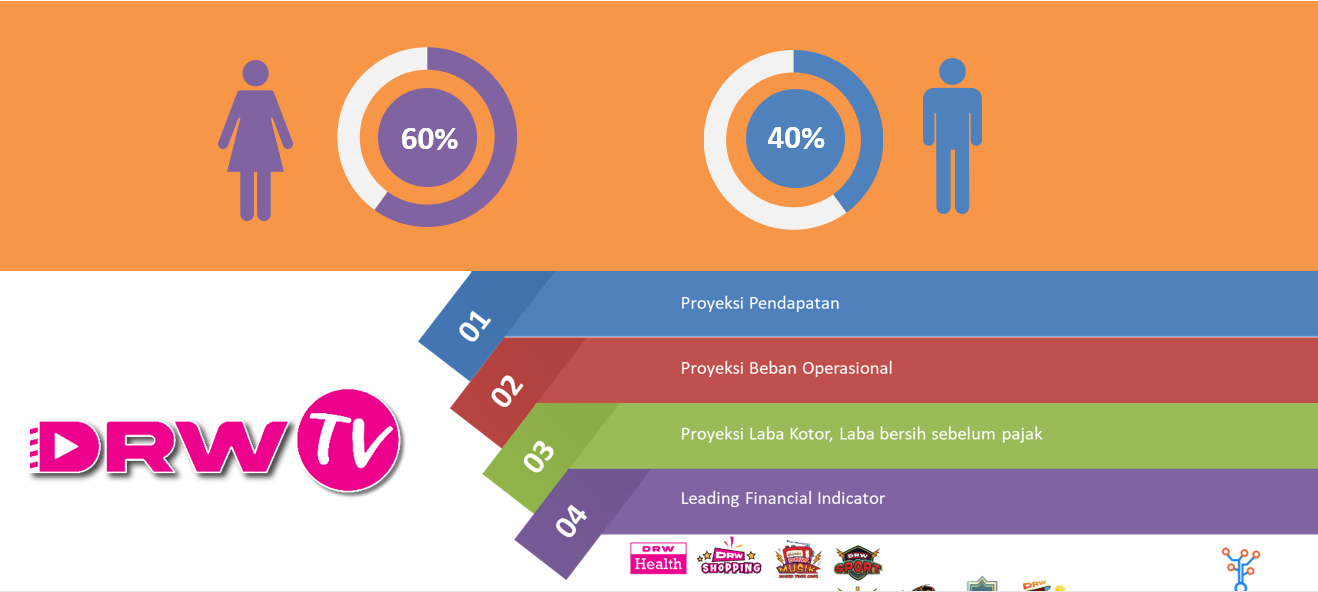 60%
40%
01
Proyeksi Pendapatan
02
Proyeksi Beban Operasional
03
Proyeksi Laba Kotor, Laba bersih sebelum pajak
04
Leading Financial Indicator
DRW TV
DRW
Health
DRW
SHOPPING
MUSIK
DRW
SPORT
DRW